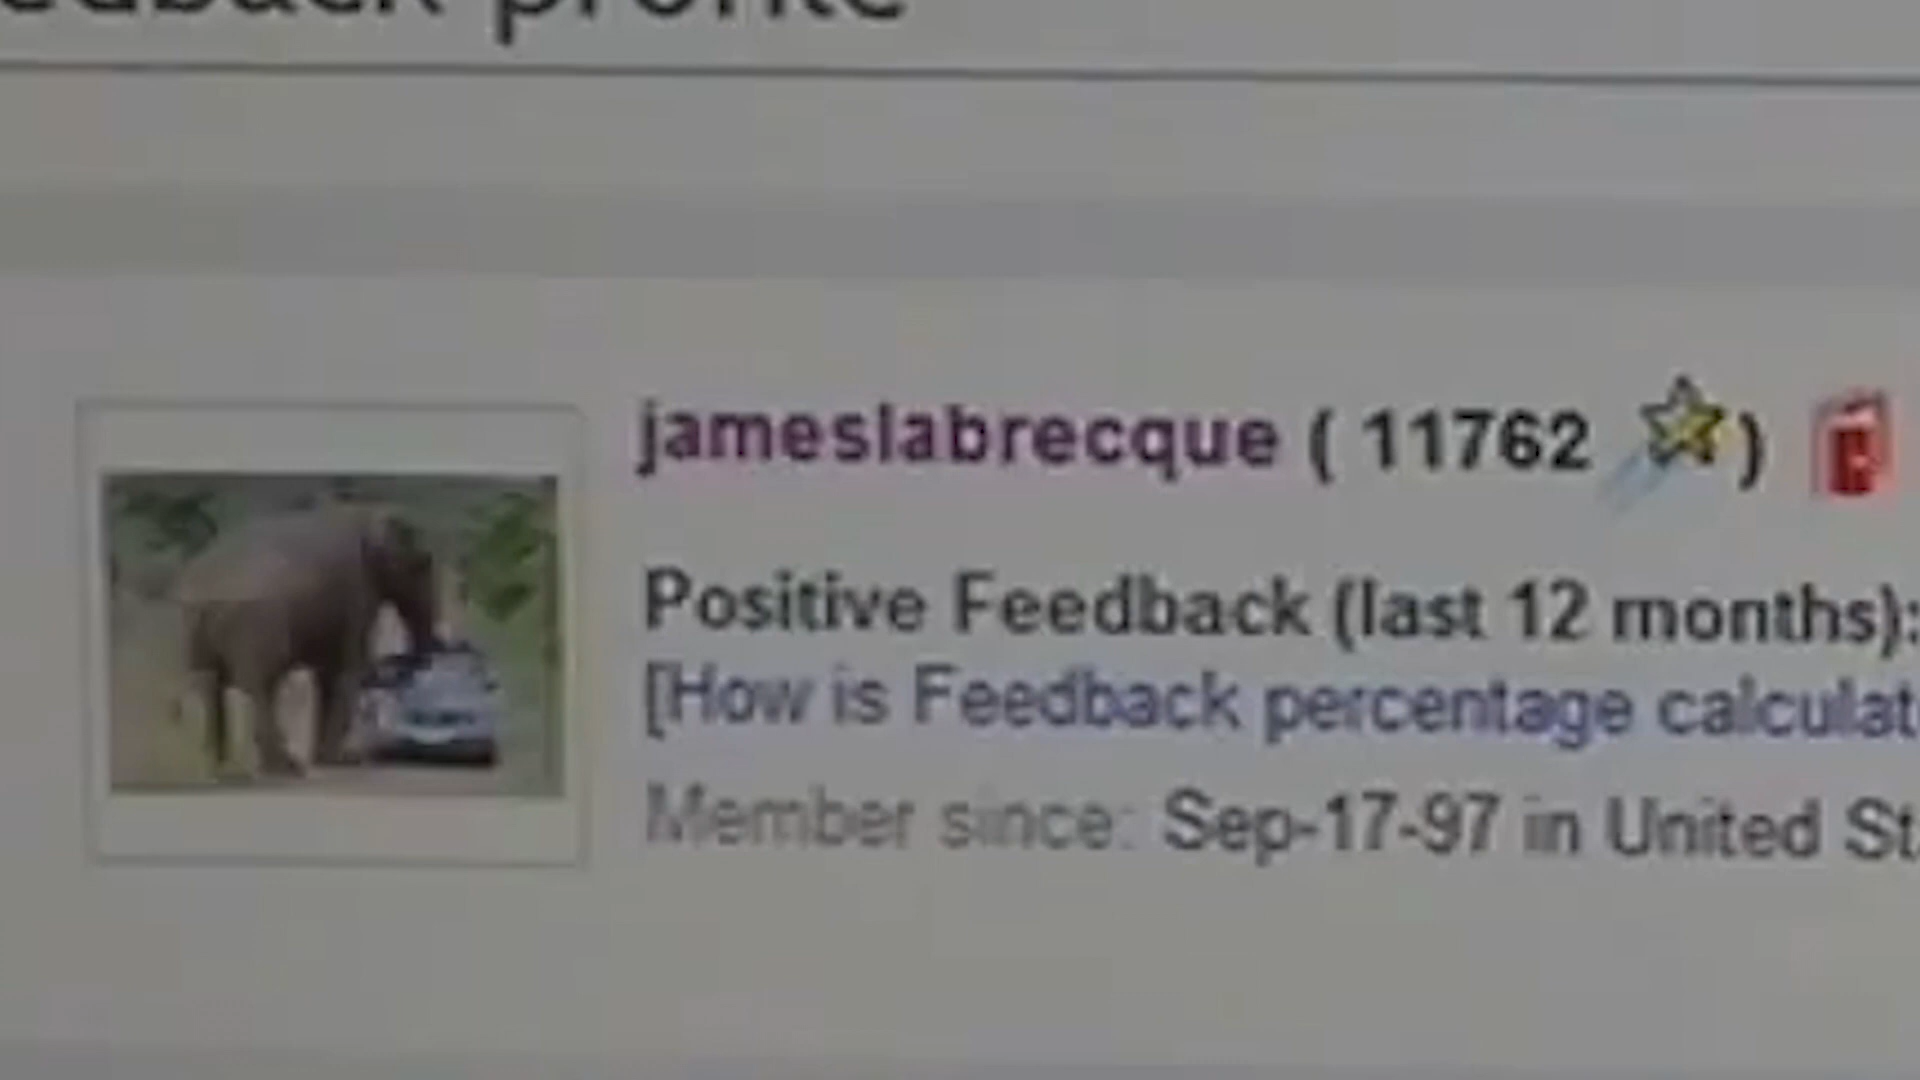 profile
jameslabrecque ( 11762 )
Positive Feedback (last 12 months):
[How is Feedback percentage calculat
Member since: Sep-17-97 in United St